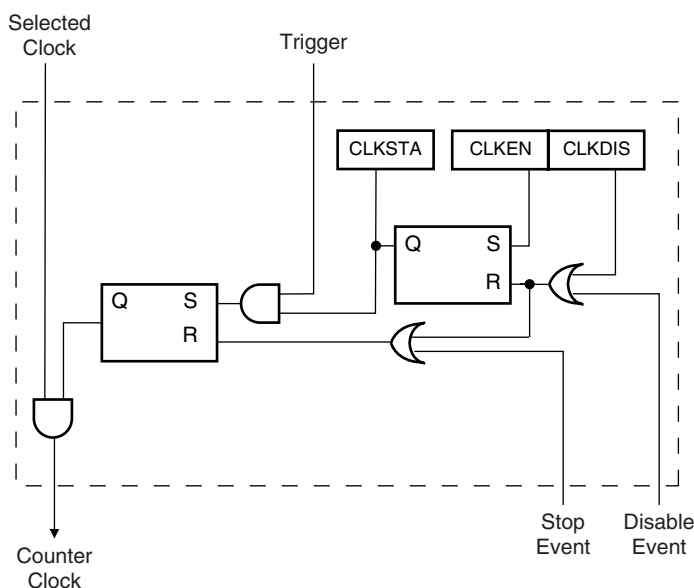 Selected
Clock
Trigger
CLKSTA
CLKEN
CLKDIS
Q
S
R
Q
S
R
Stop
Event
Disable
Event
Counter
Clock